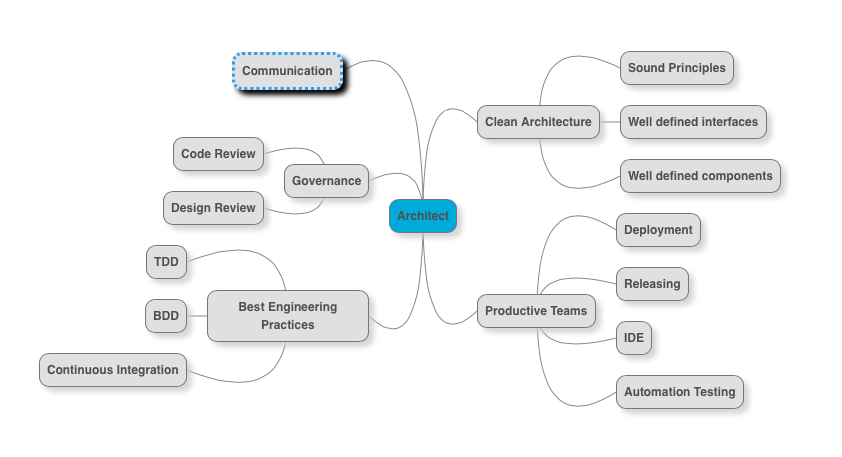 Communication
Code Review
Governance
Design Review
TDD
BDD
Best Engineering
Practices
Continuous Integration
Architect
Clean Architecture
Sound Principles
Well defined interfaces
Well defined components
Productive Teams
Deployment
Releasing
IDE
Automation Testing